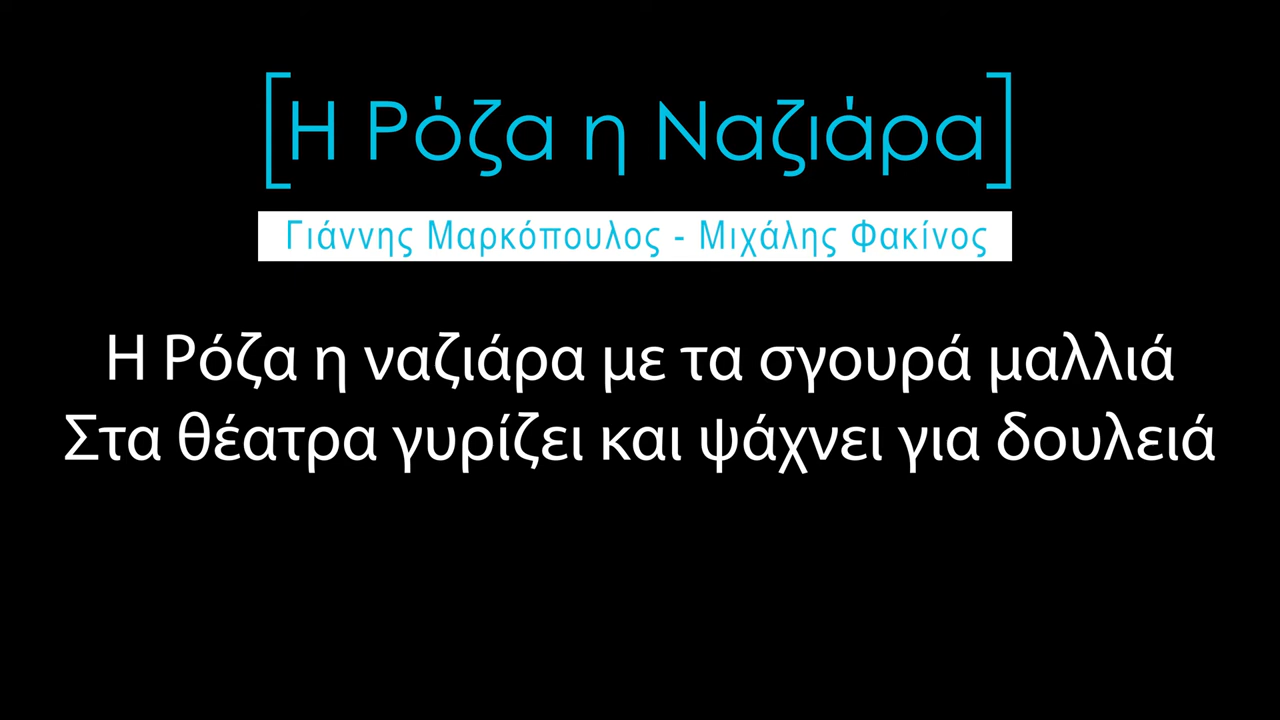 [Η Ρόζα η Ναζιάρα]
Γιάννης Μαρκόπουλος - Μιχάλης Φακίνος
Η Ρόζα η ναζιάρα με τα σγουρά μαλλιά
Στα θέατρα γυρίζει και ψάχνει για δουλειά